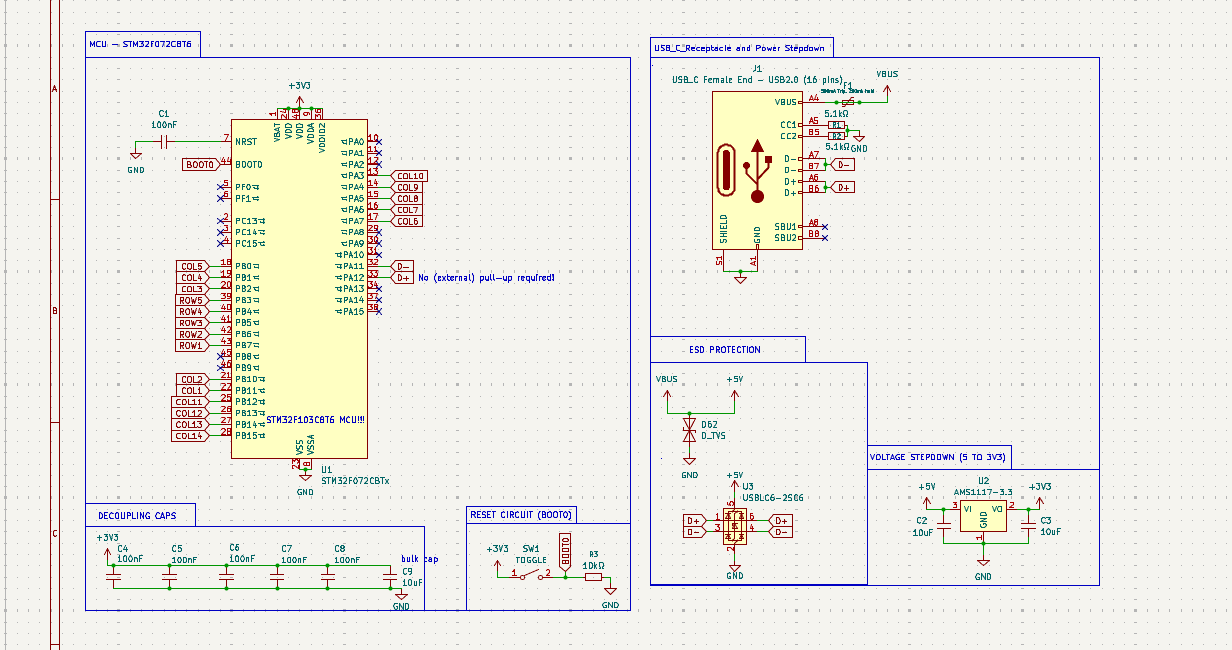 MCU - STM32F072CBT6
+3V3
C1
100nF
GND
1
24
48
9
36
VBAT
VDD
VDD
VDDA
VDDIO2
7 NRST
BOOT0 44 BOOT0
5 PF0
6 PF1
2 PC13
3 PC14
4 PC15
COL5 18 PB0
COL4 19 PB1
COL3 20 PB2
ROW5 39 PB3
ROW4 40 PB4
ROW3 41 PB5
ROW2 42 PB6
ROW1 43 PB7
45 PB8
46 PB9
COL2 21 PB10
COL1 22 PB11
COL11 25 PB12
COL12 26 PB13
COL13 27 PB14
COL14 28 PB15
PA0 10
PA1 11
PA2 12
PA3 13 COL10
PA4 14 COL9
PA5 15 COL8
PA6 16 COL7
PA7 17 COL6
PA8 29
PA9 30
PA10 31
PA11 32 D-
PA12 33 D+ No (external) pull-up required!
PA13 34
PA14 37
PA15 38
STM32F103C8T6 MCU!!!
VSS
VSSA
23
8
GND
U1
STM32F072CBTx
DECOUPLING CAPS
+3V3
C4
100nF
C5
100nF
C6
100nF
C7
100nF
C8
100nF
bulk cap
C9
10uF
GND
RESET CIRCUIT (BOOT0)
+3V3
SW1
TOGGLE
1 2
BOOT0
R3
10kΩ
GND
USB_C_Receptacle and Power Stepdown
J1
USB_C Female End - USB2.0 (16 pins)
F1
VBUS
VBUS A4
CC1 A5
CC2 B5
5.1kΩ
R1
R2
5.1kΩ
GND
D- A7
D- B7
D-
D+ A6
D+ B6
D+
SBU1 A8
SBU2 B8
SHIELD
GND
S1
A1
ESD PROTECTION
VBUS
+5V
D62
D_TVS
GND
+5V
U3
USBLC6-2SC6
5
D+ 1 6 D+
D- 3 4 D-
2
GND
VOLTAGE STEPDOWN (5 TO 3V3)
+5V
U2
AMS1117-3.3
+3V3
3 VI VO 2
GND
1
C2
10uF
C3
10uF
GND
A
B
C